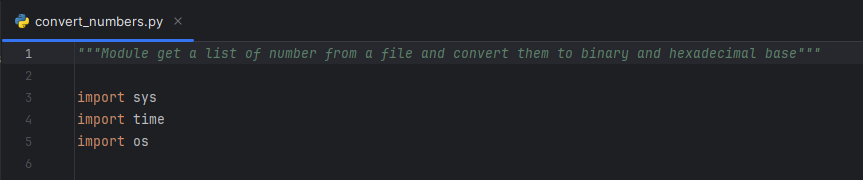 convert_numbers.py
1 """Module get a list of number from a file and convert them to binary and hexadecimal base"""
2
3 import sys
4 import time
5 import os
6